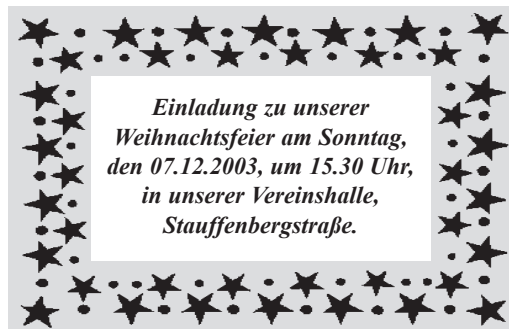 Einladung zu unserer
Weihnachtsfeier am Sonntag,
den 07.12.2003, um 15.30 Uhr,
in unserer Vereinshalle,
Stauffenbergstraße.